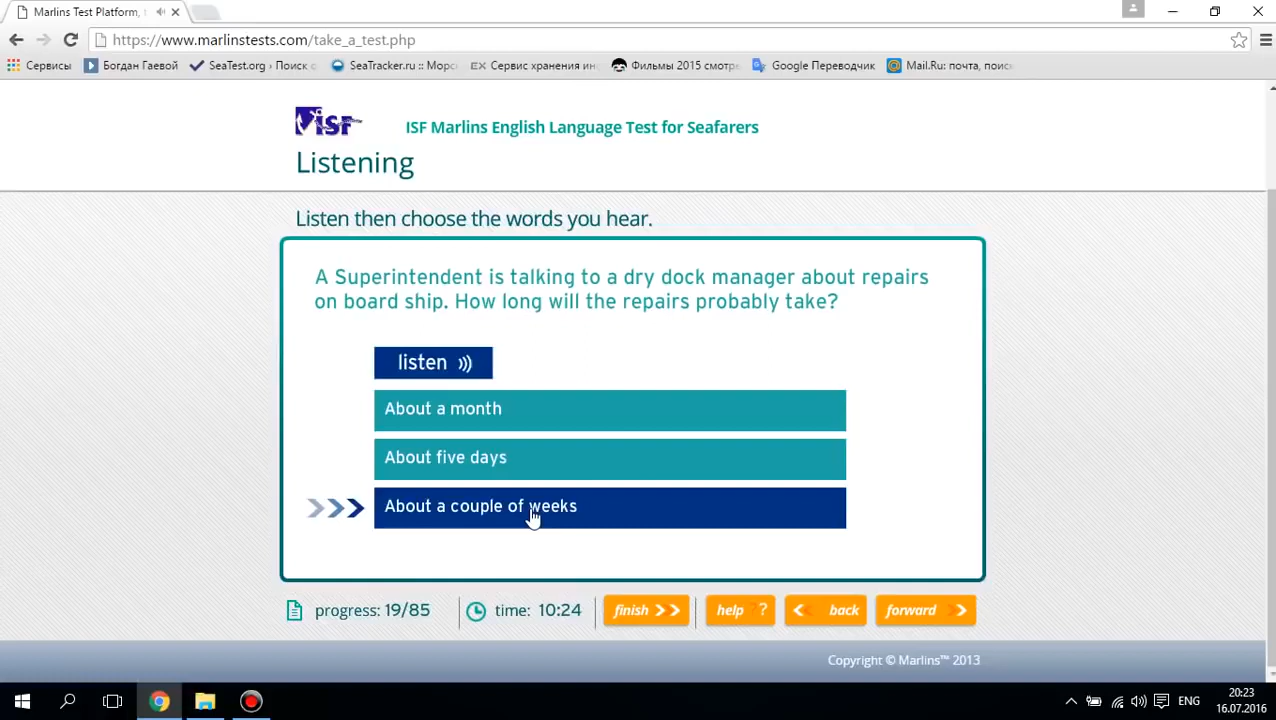 Marlins Test Platform, t
https://www.marlinstests.com/take_a_test.php
Сервисы Богдан Гаевой SeaTest.org › Поиск о SeaTracker.ru :: Морс EX Сервис хранения ин Фильмы 2015 смотре Google Переводчик Mail.Ru: почта, поиск
ISF ISF Marlins English Language Test for Seafarers
Listening
Listen then choose the words you hear.
A Superintendent is talking to a dry dock manager about repairs
on board ship. How long will the repairs probably take?
listen
About a month
About five days
About a couple of weeks
progress: 19/85 time: 10:24 finish help ? back forward
Copyright © Marlins™ 2013
ENG 20:23
16.07.2016